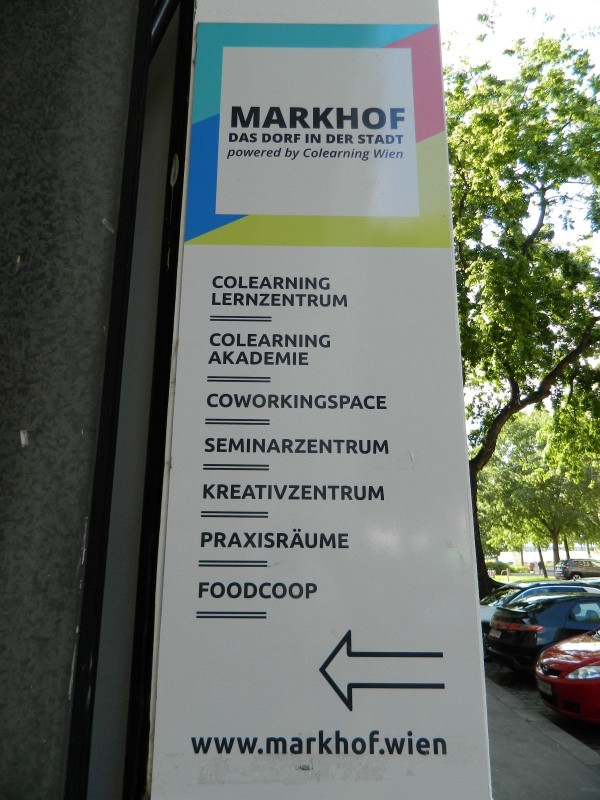 MARKHOF
DAS DORF IN DER STADT
powered by Colearning Wien
COLEARNING
LERNZENTRUM
COLEARNING
AKADEMIE
COWORKINGSPACE
SEMINARZENTRUM
KREATIVZENTRUM
PRAXISRÄUME
FOODCOOP
www.markhof.wien